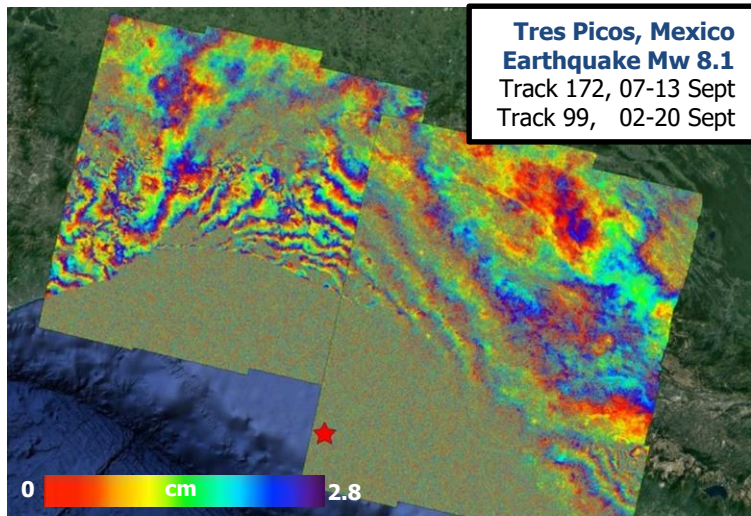 Tres Picos, Mexico
Earthquake Mw 8.1
Track 172, 07-13 Sept
Track 99, 02-20 Sept
0 cm 2.8